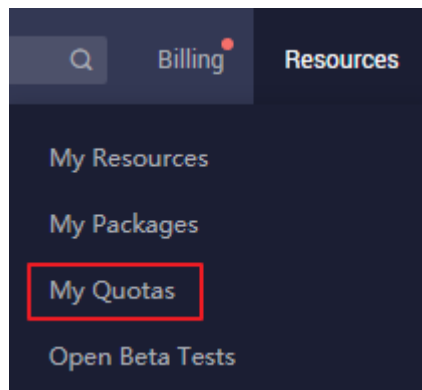 Billing Resources
My Resources
My Packages
My Quotas
Open Beta Tests